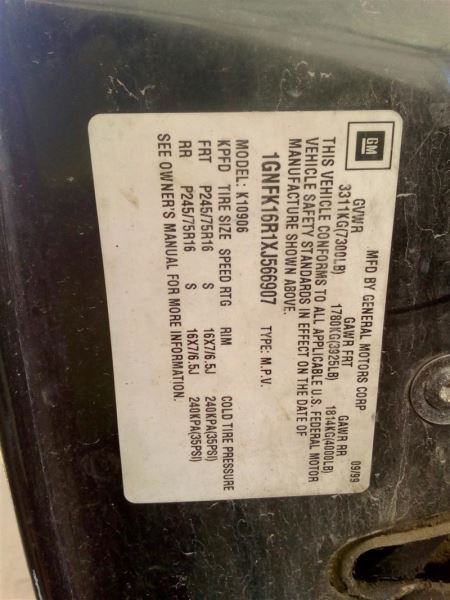 GM
MFD BY GENERAL MOTORS CORP 09/99
GVWR GAWR FRT GAWR RR
3311KG(7300LB) 1780KG(3925LB) 1814KG(4000LB)
THIS VEHICLE CONFORMS TO ALL APPLICABLE U.S. FEDERAL MOTOR
VEHICLE SAFETY STANDARDS IN EFFECT ON THE DATE OF
MANUFACTURE SHOWN ABOVE.
1GNFK16R1XJ566907 TYPE: M.P.V.
MODEL: K10906
KPFD TIRE SIZE SPEED RTG RIM COLD TIRE PRESSURE
FRT P245/75R16 S 16X7/6.5J 240KPA(35PSI)
RR P245/75R16 S 16X7/6.5J 240KPA(35PSI)
SEE OWNER'S MANUAL FOR MORE INFORMATION.